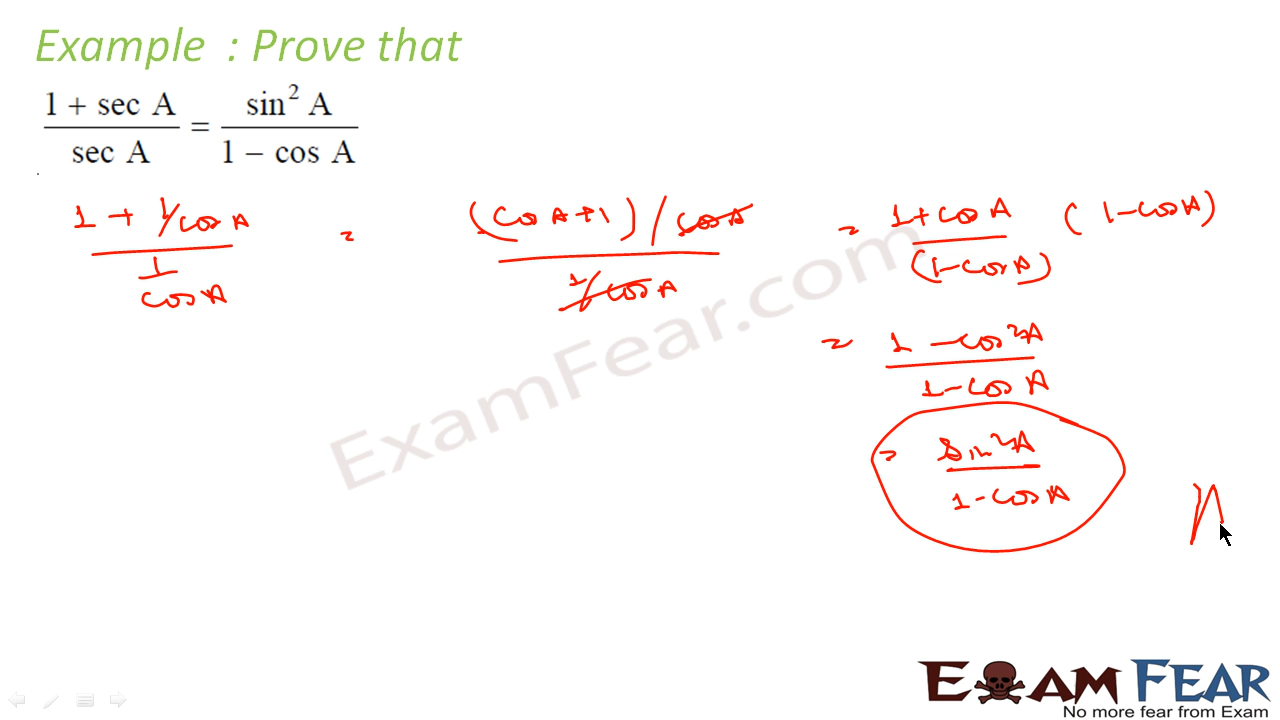 Example : Prove that
1 + sec A / sec A = sin² A / 1 − cos A
1 + 1/cos A / 1/cos A = (cos A + 1) / cos A / 1/cos A = 1 + cos A / (1 − cos A) (1 − cos A)
= 1 − cos²A / 1 − cos A
= sin²A / 1 − cos A
ExamFear.com
EXAM FEAR
No more fear from Exam